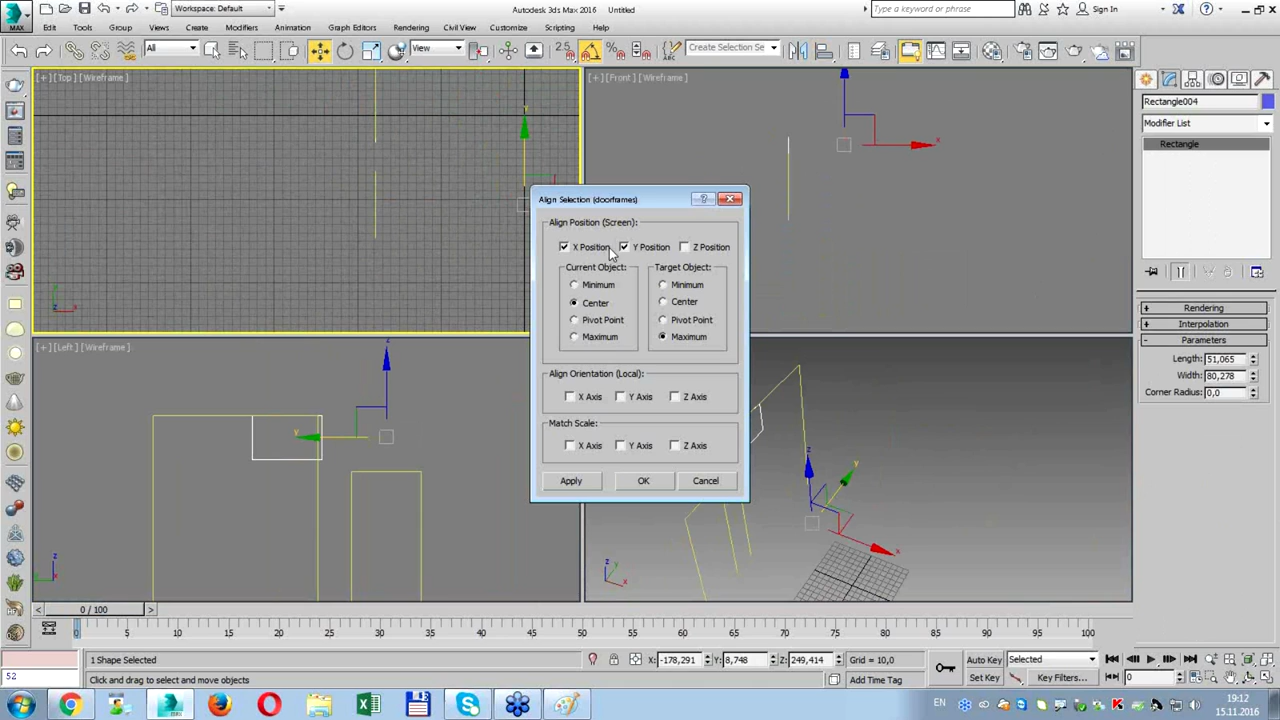 MAX
Workspace: Default
Autodesk 3ds Max 2016 Untitled
Type a keyword or phrase
Sign In
Edit Tools Group Views Create Modifiers Animation Graph Editors Rendering Civil View Customize Scripting Help
All
View
2.5
Create Selection Se
[+] [Top] [Wireframe]
[+] [Front] [Wireframe]
Rectangle004
Modifier List
Rectangle
Align Selection (doorframes)
Align Position (Screen):
X Position Y Position Z Position
Current Object: Target Object:
Minimum Minimum
Center Center
Pivot Point Pivot Point
Maximum Maximum
Align Orientation (Local):
X Axis Y Axis Z Axis
Match Scale:
X Axis Y Axis Z Axis
Apply OK Cancel
+ Rendering
+ Interpolation
- Parameters
Length: 51,065
Width: 80,278
Corner Radius: 0,0
[+] [Left] [Wireframe]
0 / 100
0 5 10 15 20 25 30 35 40 45 50 55 60 65 70 75 80 85 90 95 100
1 Shape Selected
X: -178,291 Y: 8,748 Z: 249,414 Grid = 10,0
Auto Key Selected
52
Click and drag to select and move objects
Add Time Tag
Set Key Key Filters... 0
EN
19:12
15.11.2016